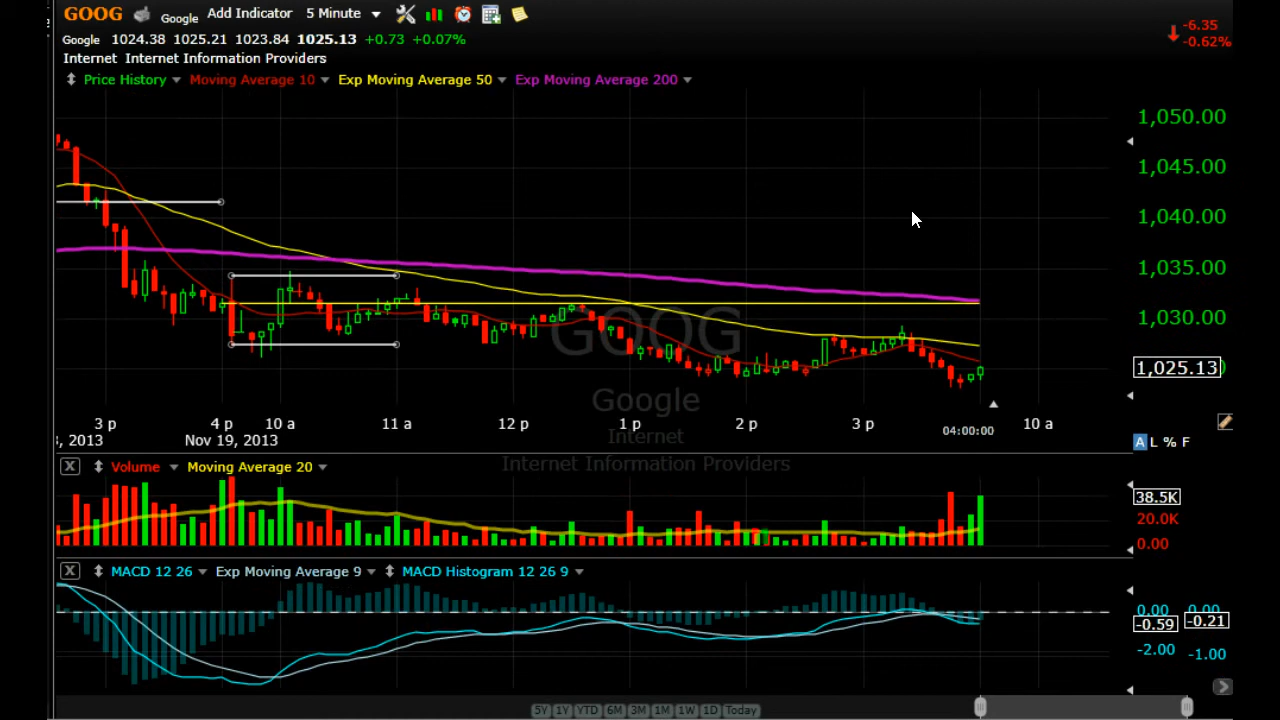 GOOG Google Add Indicator 5 Minute
-6.35
-0.62%
Google 1024.38 1025.21 1023.84 1025.13 +0.73 +0.07%
Internet Internet Information Providers
Price History Moving Average 10 Exp Moving Average 50 Exp Moving Average 200
1,050.00
1,045.00
1,040.00
1,035.00
1,030.00
1,025.13
GOOG
Google
Internet
Internet Information Providers
3 p 4 p 10 a 11 a 12 p 1 p 2 p 3 p 04:00:00 10 a
, 2013 Nov 19, 2013
A L % F
X Volume Moving Average 20
38.5K
20.0K
0.00
X MACD 12 26 Exp Moving Average 9 MACD Histogram 12 26 9
0.00 0.00
-0.59 -0.21
-2.00 -1.00
5Y 1Y YTD 6M 3M 1M 1W 1D Today